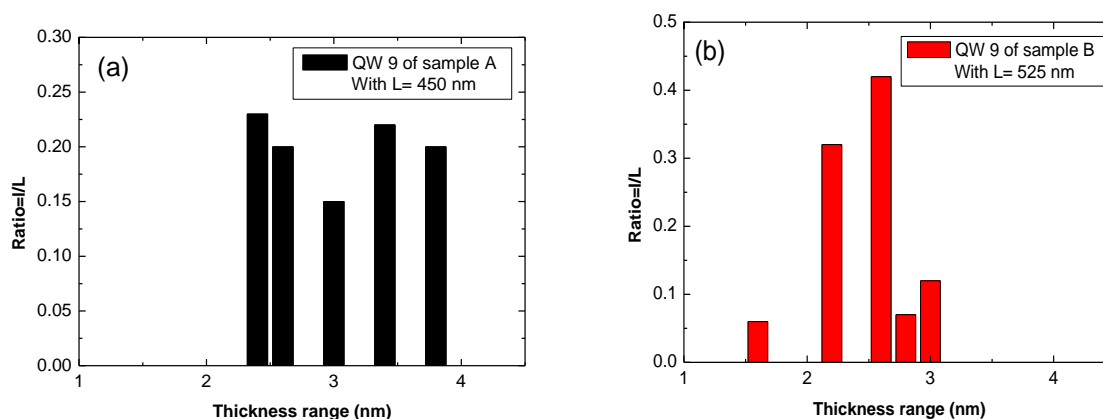 (a)
QW 9 of sample A
With L= 450 nm
Ratio=l/L
0.30
0.25
0.20
0.15
0.10
0.05
0.00
1 2 3 4
Thickness range (nm)
(b)
QW 9 of sample B
With L= 525 nm
Ratio=l/L
0.5
0.4
0.3
0.2
0.1
0.0
1 2 3 4
Thickness range (nm)